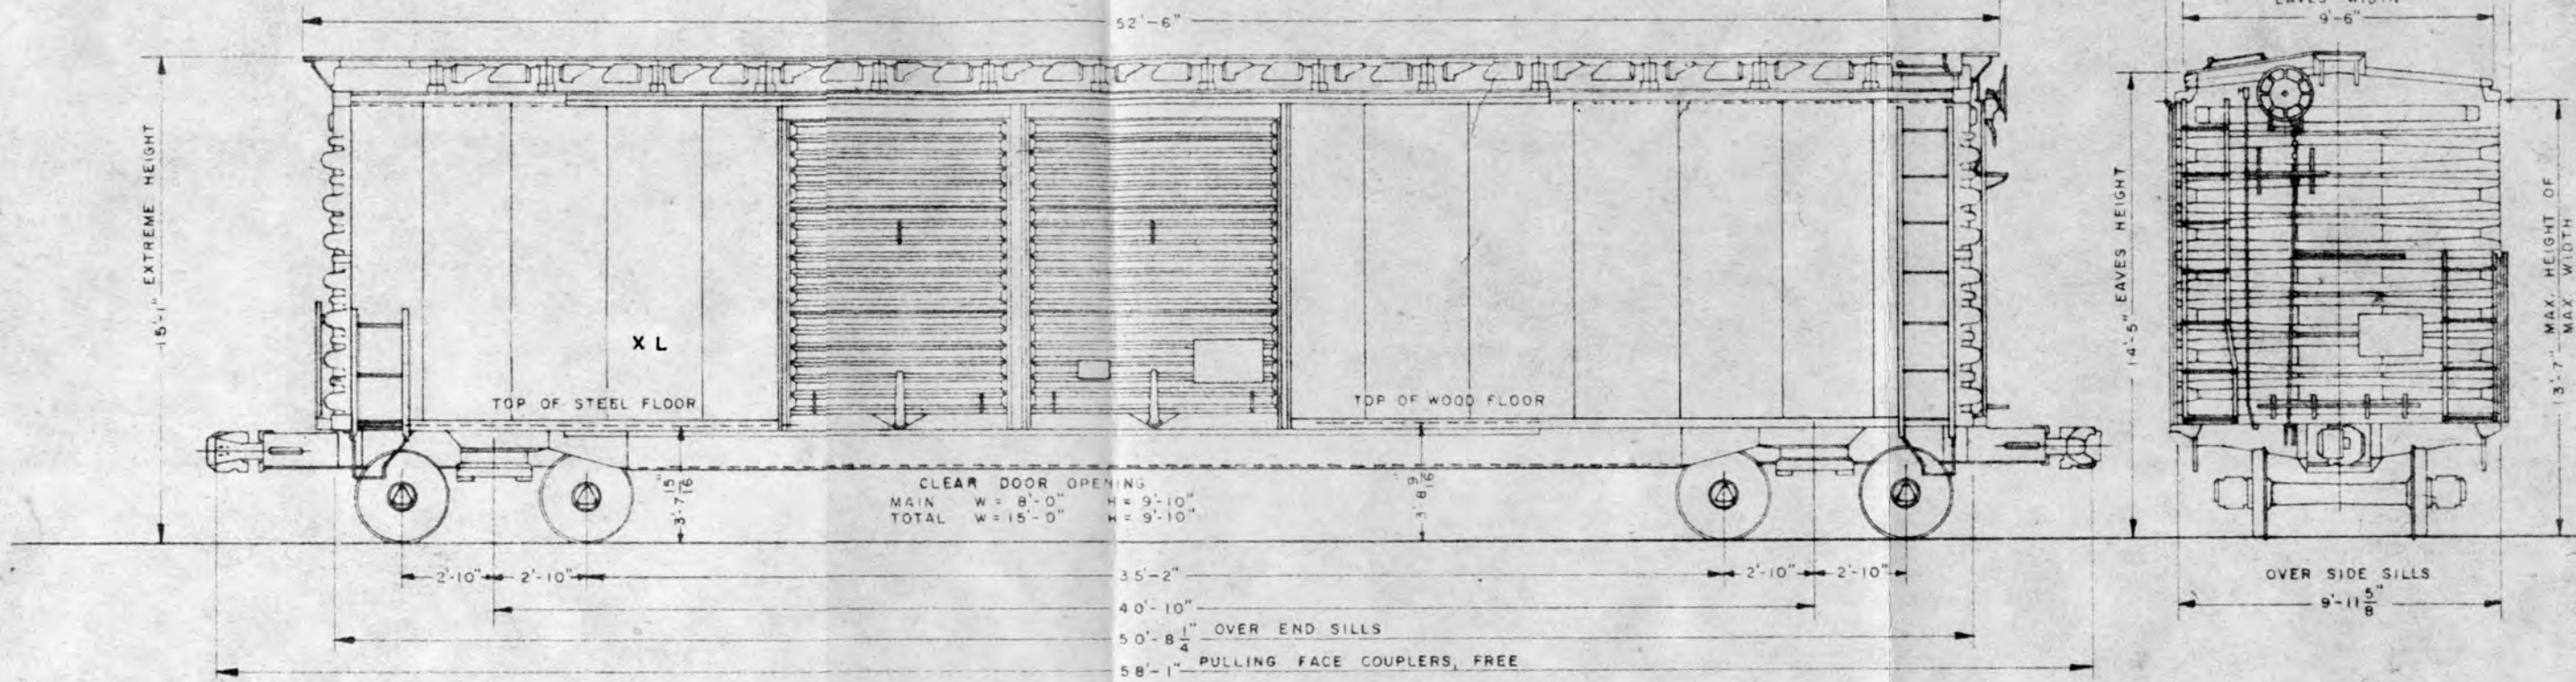 52'-6"
EAVES WIDTH
9'-6"
15'-1" EXTREME HEIGHT
14'-5" EAVES HEIGHT
13'-7" MAX. HEIGHT OF
MAX. WIDTH
XL
TOP OF STEEL FLOOR
TOP OF WOOD FLOOR
3'-7 15/16"
3'-8 9/16"
CLEAR DOOR OPENING
MAIN W = 8'-0" H = 9'-10"
TOTAL W = 15'-0" H = 9'-10"
2'-10" 2'-10" 35'-2" 2'-10" 2'-10"
40'-10"
50'-8 1/4" OVER END SILLS
58'-1" PULLING FACE COUPLERS, FREE
OVER SIDE SILLS
9'-11 5/8"